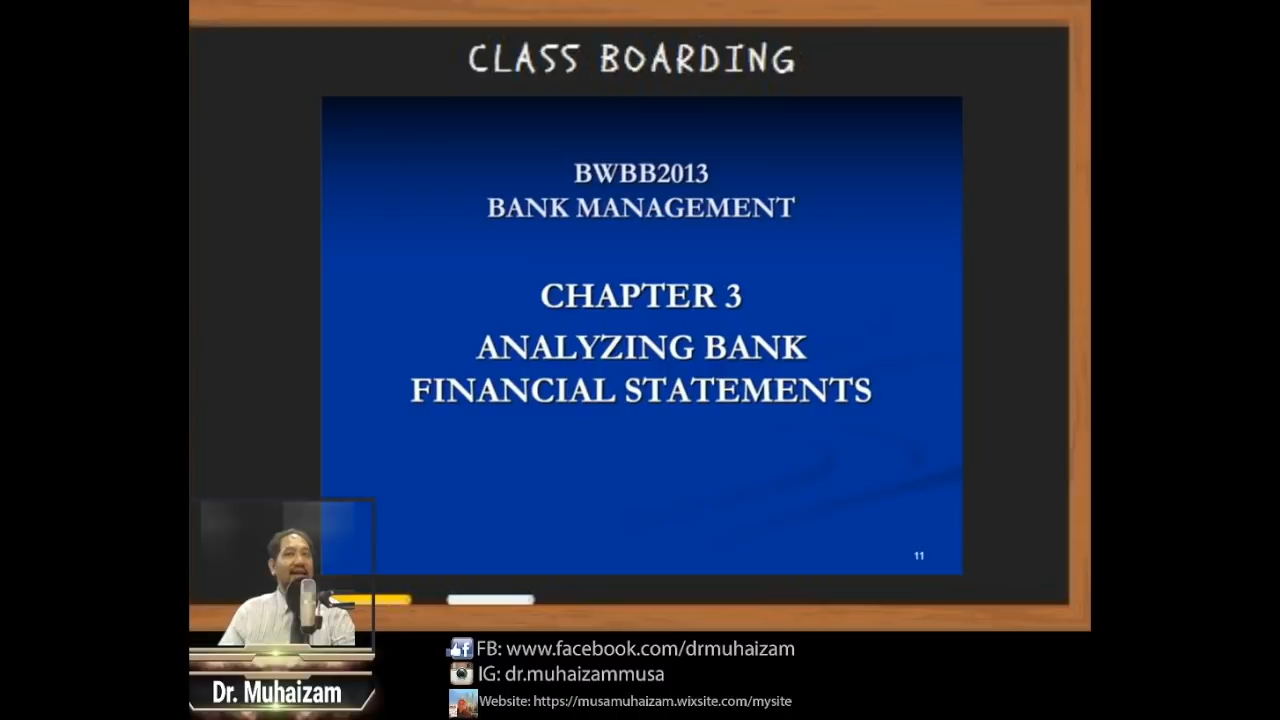 CLASS BOARDING
BWBB2013
BANK MANAGEMENT
CHAPTER 3
ANALYZING BANK
FINANCIAL STATEMENTS
11
Dr. Muhaizam
FB: www.facebook.com/drmuhaizam
IG: dr.muhaizammusa
Website: https://musamuhaizam.wixsite.com/mysite